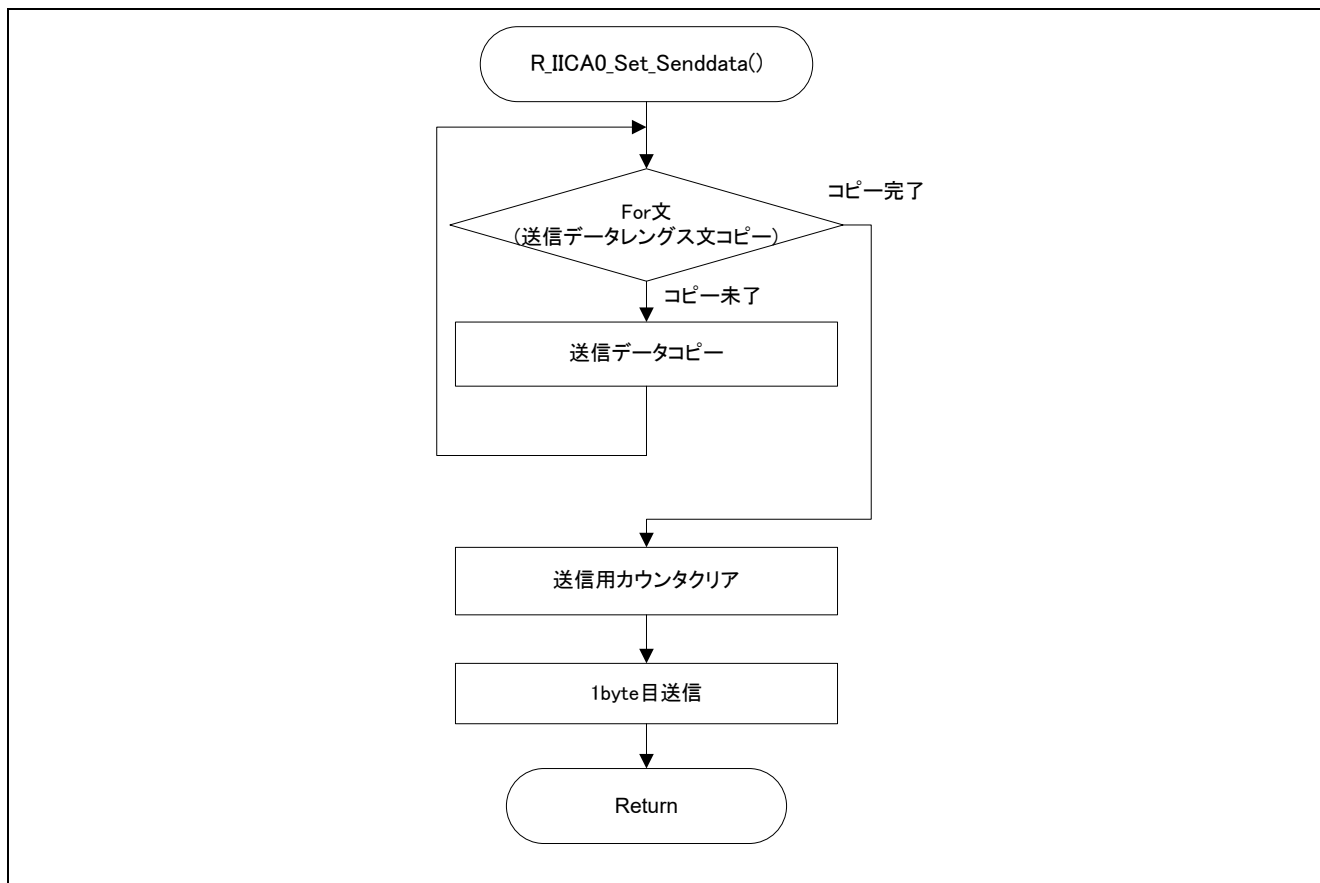 R_IICA0_Set_Senddata()
コピー完了
For文
(送信データレングス文コピー)
コピー未了
送信データコピー
送信用カウンタクリア
1byte目送信
Return